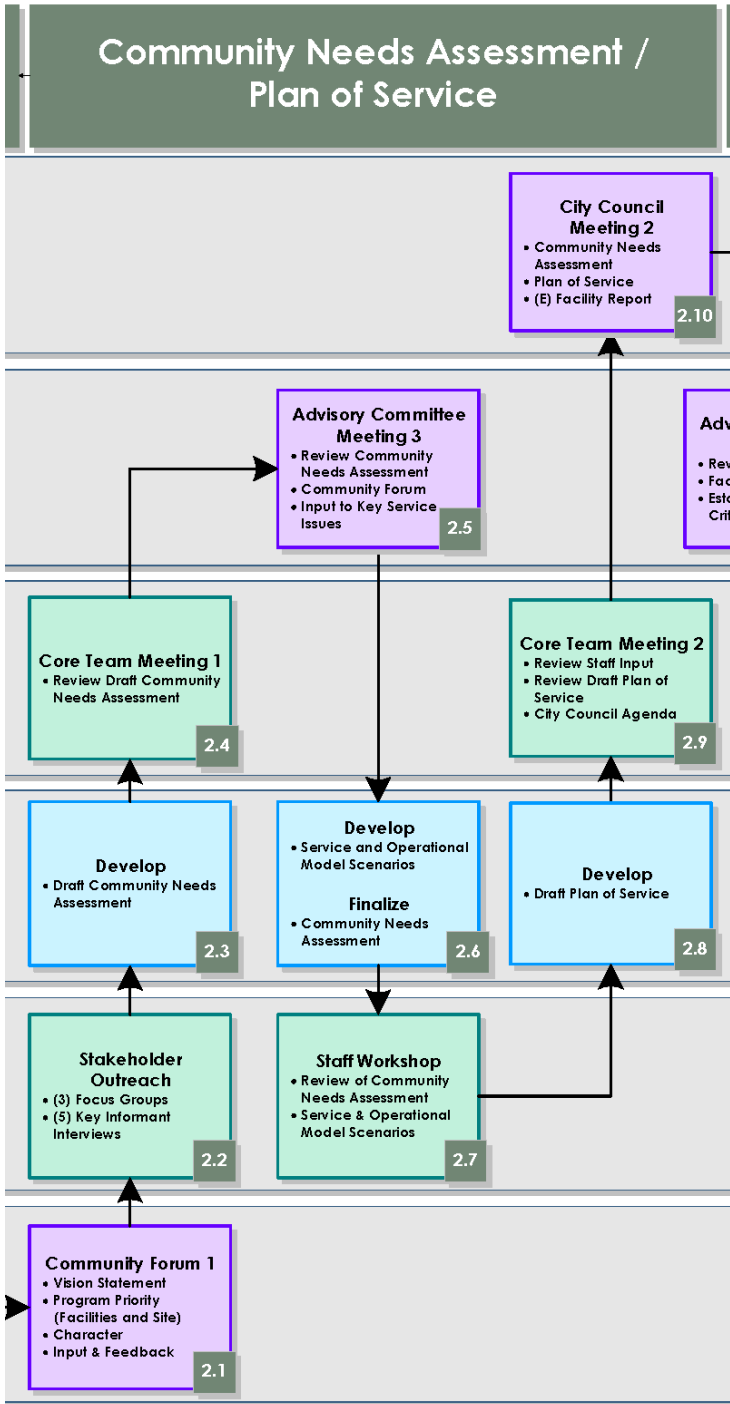 Community Needs Assessment /
Plan of Service
City Council
Meeting 2
• Community Needs
Assessment
• Plan of Service
• (E) Facility Report
2.10
Advisory Committee
Meeting 3
• Review Community
Needs Assessment
• Community Forum
• Input to Key Service
Issues
2.5
Core Team Meeting 1
• Review Draft Community
Needs Assessment
2.4
Core Team Meeting 2
• Review Staff Input
• Review Draft Plan of
Service
• City Council Agenda
2.9
Develop
• Draft Community Needs
Assessment
2.3
Develop
• Service and Operational
Model Scenarios
Finalize
• Community Needs
Assessment
2.6
Develop
• Draft Plan of Service
2.8
Stakeholder
Outreach
• (3) Focus Groups
• (5) Key Informant
Interviews
2.2
Staff Workshop
• Review of Community
Needs Assessment
• Service & Operational
Model Scenarios
2.7
Community Forum 1
• Vision Statement
• Program Priority
(Facilities and Site)
• Character
• Input & Feedback
2.1